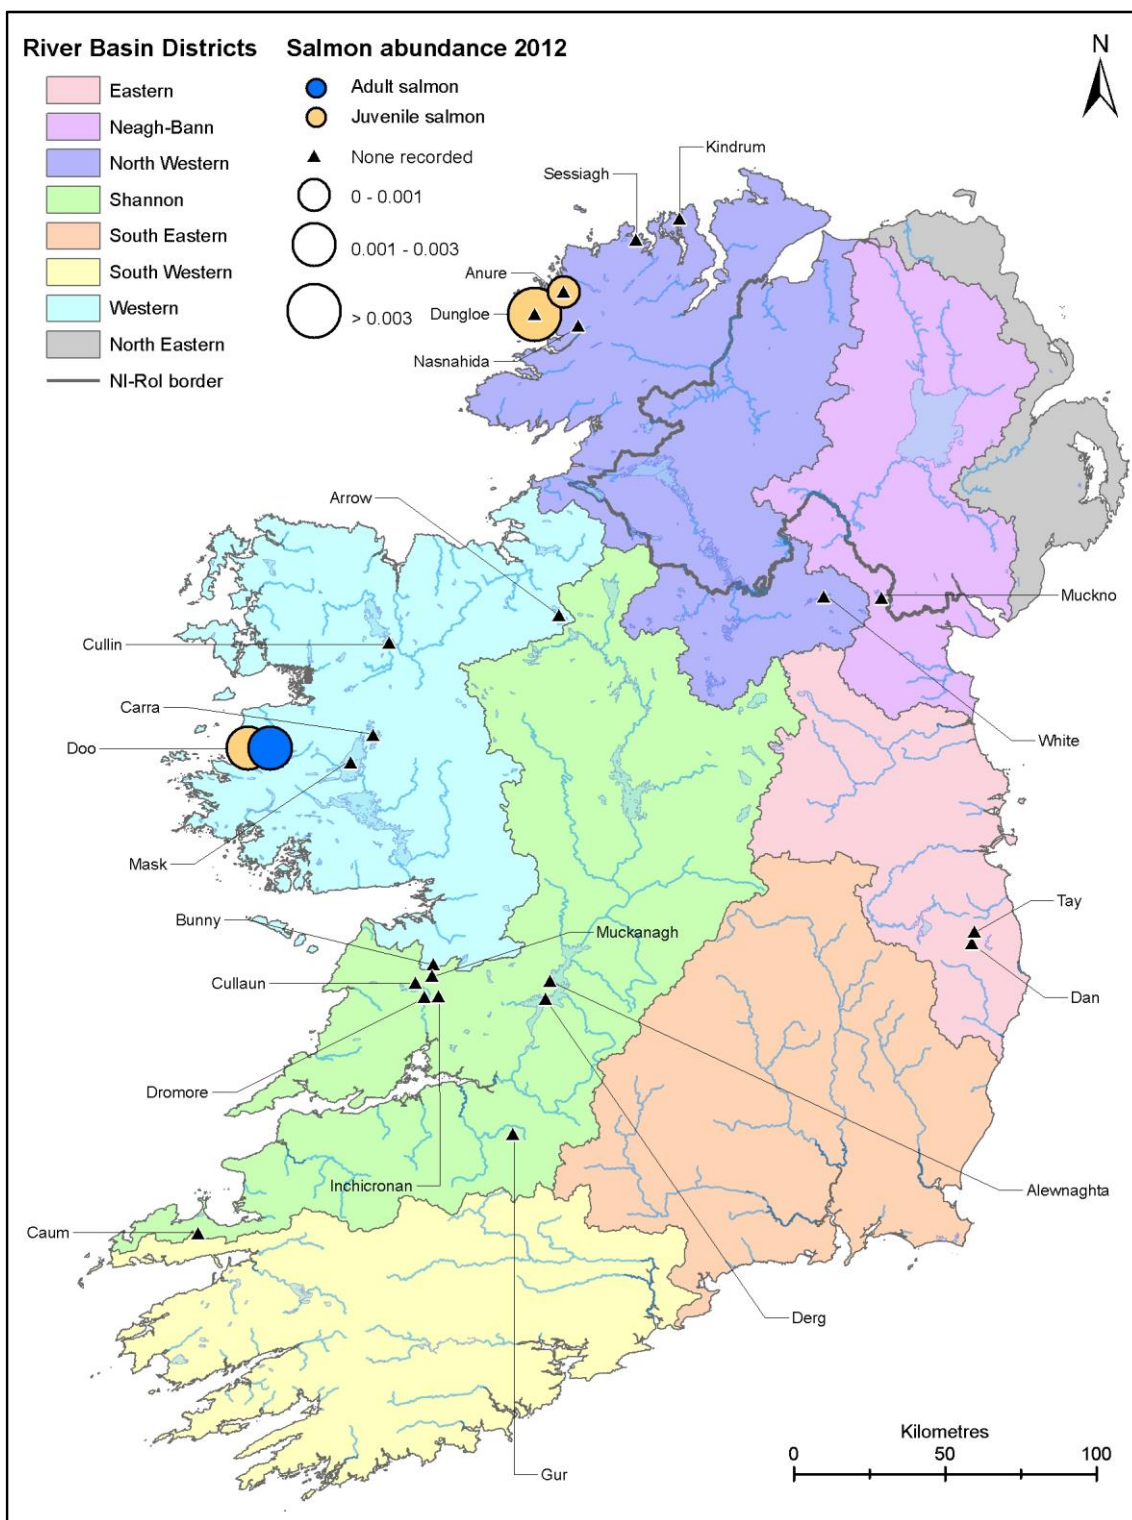 River Basin Districts
Eastern
Neagh-Bann
North Western
Shannon
South Eastern
South Western
Western
North Eastern
NI-RoI border
Salmon abundance 2012
Adult salmon
Juvenile salmon
None recorded
0 - 0.001
0.001 - 0.003
> 0.003
N
Kindrum
Sessiagh
Anure
Dungloe
Nasnahida
Arrow
Muckno
Cullin
Carra
Doo
White
Mask
Bunny
Muckanagh
Tay
Cullaun
Dan
Dromore
Inchicronan
Alewnaghta
Caum
Derg
Gur
Kilometres
0 50 100